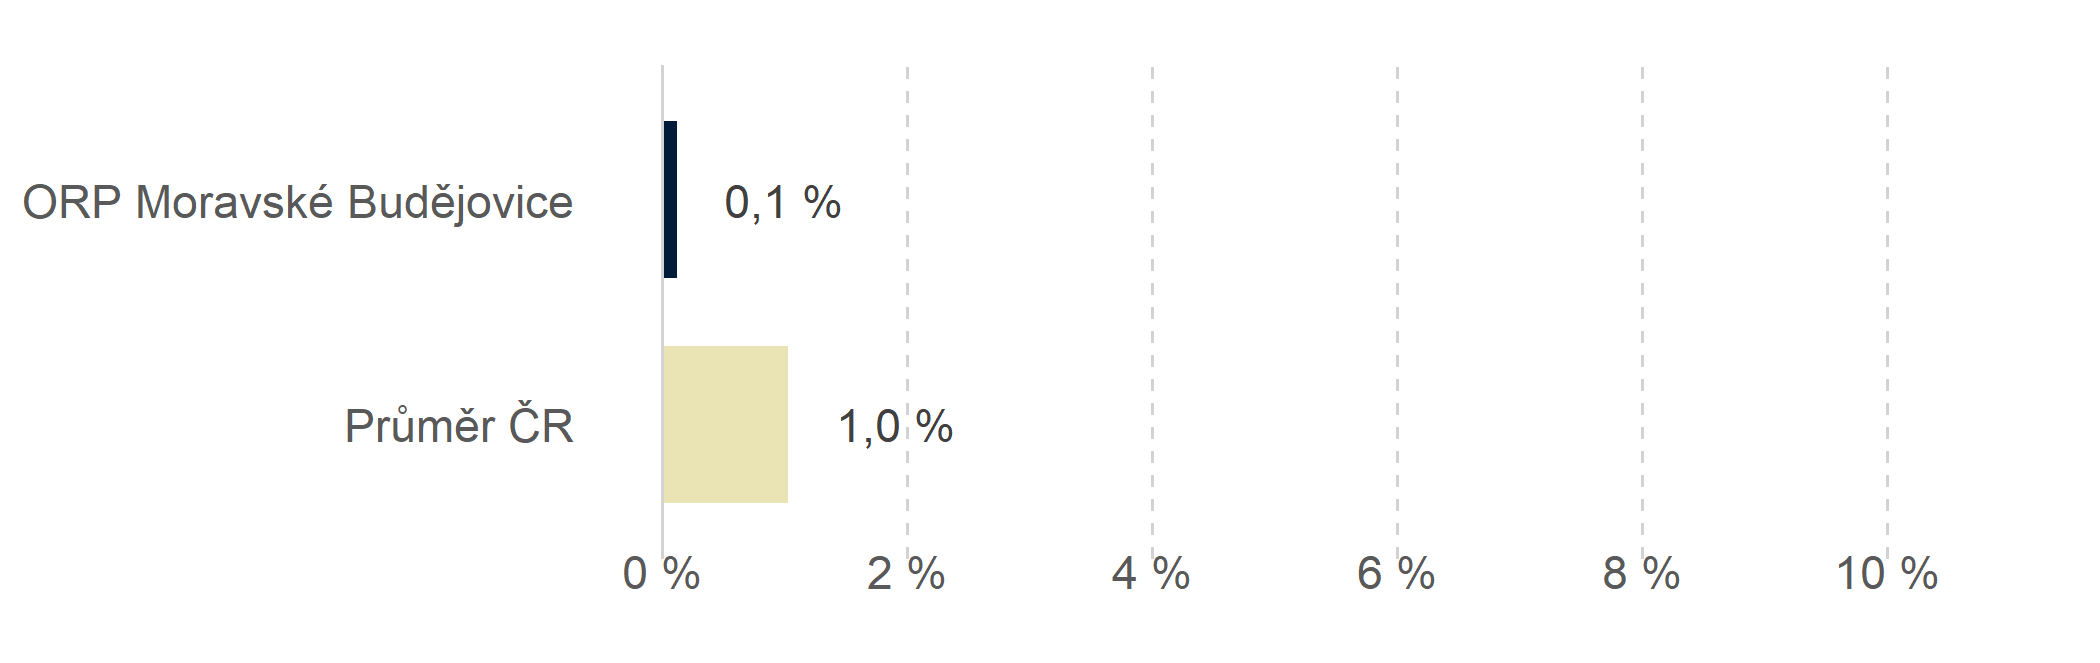 ORP Moravské Budějovice 0,1 %
Průměr ČR 1,0 %
0 % 2 % 4 % 6 % 8 % 10 %